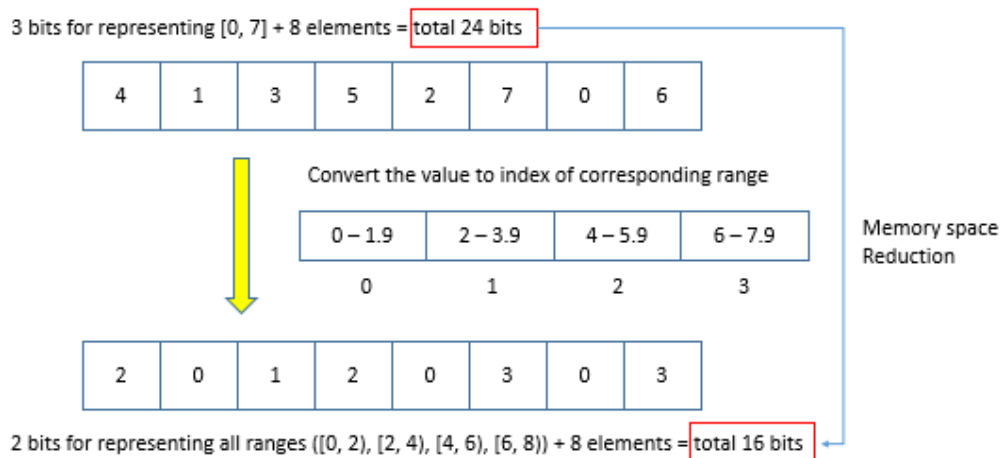 3 bits for representing [0, 7] + 8 elements = total 24 bits
4 1 3 5 2 7 0 6
Convert the value to index of corresponding range
0 – 1.9 2 – 3.9 4 – 5.9 6 – 7.9
0 1 2 3
Memory space
Reduction
2 0 1 2 0 3 0 3
2 bits for representing all ranges ([0, 2), [2, 4), [4, 6), [6, 8)) + 8 elements = total 16 bits